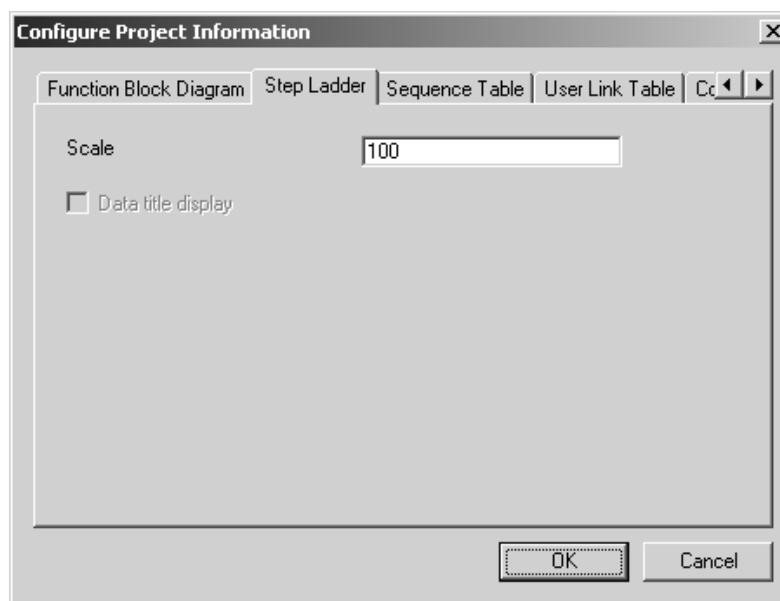 Configure Project Information
Function Block Diagram Step Ladder Sequence Table User Link Table
Scale 100
Data title display
OK Cancel